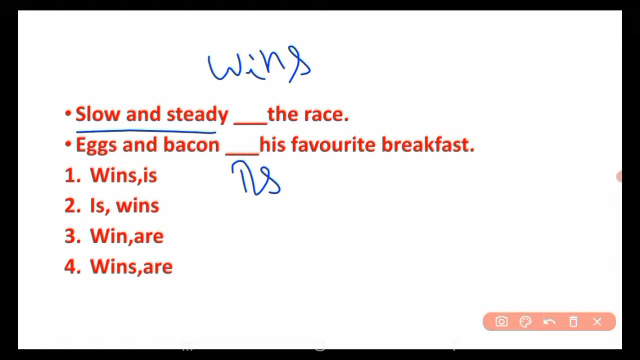 wins
• Slow and steady ___the race.
• Eggs and bacon ___his favourite breakfast.
1. Wins,is
is
2. Is, wins
3. Win,are
4. Wins,are